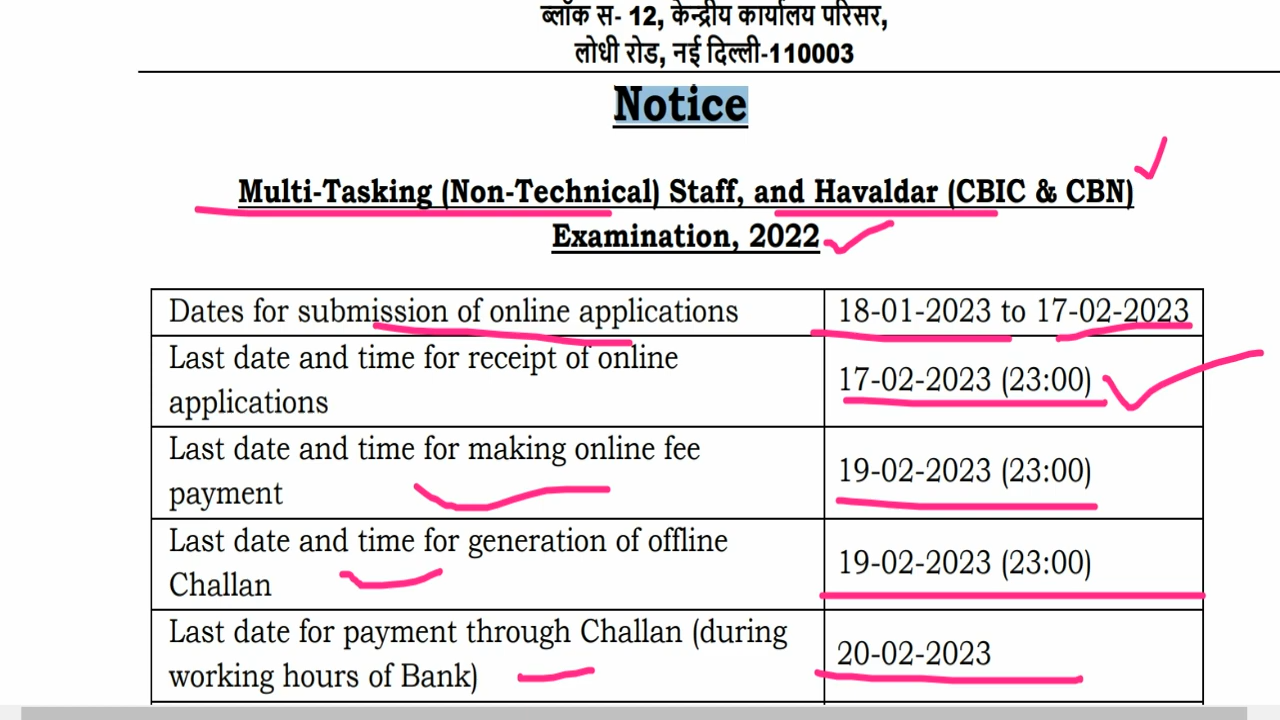 ब्लॉक स- 12, केन्द्रीय कार्यालय परिसर,
लोधी रोड, नई दिल्ली-110003
Notice
Multi-Tasking (Non-Technical) Staff, and Havaldar (CBIC & CBN)
Examination, 2022
Dates for submission of online applications
18-01-2023 to 17-02-2023
Last date and time for receipt of online
applications
17-02-2023 (23:00)
Last date and time for making online fee
payment
19-02-2023 (23:00)
Last date and time for generation of offline
Challan
19-02-2023 (23:00)
Last date for payment through Challan (during
working hours of Bank)
20-02-2023